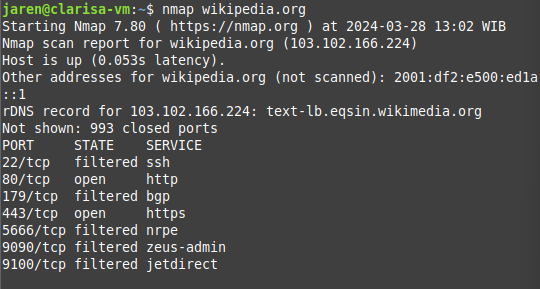 jaren@clarisa-vm:~$ nmap wikipedia.org
Starting Nmap 7.80 ( https://nmap.org ) at 2024-03-28 13:02 WIB
Nmap scan report for wikipedia.org (103.102.166.224)
Host is up (0.053s latency).
Other addresses for wikipedia.org (not scanned): 2001:df2:e500:ed1a
::1
rDNS record for 103.102.166.224: text-lb.eqsin.wikimedia.org
Not shown: 993 closed ports
PORT     STATE    SERVICE
22/tcp   filtered ssh
80/tcp   open     http
179/tcp  filtered bgp
443/tcp  open     https
5666/tcp filtered nrpe
9090/tcp filtered zeus-admin
9100/tcp filtered jetdirect